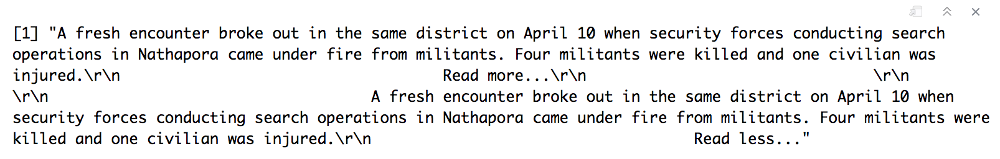 [1] "A fresh encounter broke out in the same district on April 10 when security forces conducting search
operations in Nathapora came under fire from militants. Four militants were killed and one civilian was
injured.\r\n                                    Read more...\r\n                                \r\n
\r\n                                    A fresh encounter broke out in the same district on April 10 when
security forces conducting search operations in Nathapora came under fire from militants. Four militants were
killed and one civilian was injured.\r\n                                    Read less..."